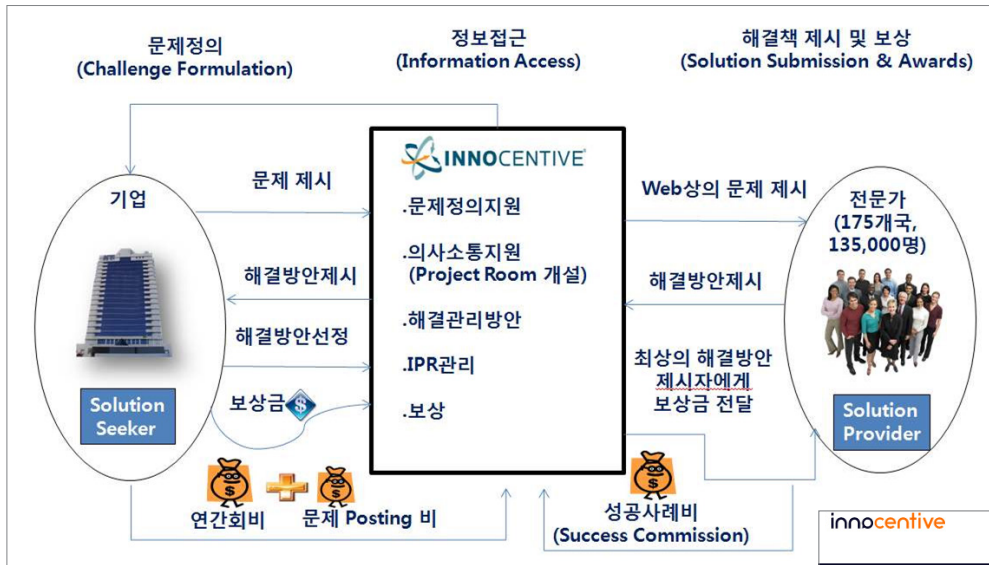 문제정의
(Challenge Formulation)
정보접근
(Information Access)
해결책 제시 및 보상
(Solution Submission & Awards)
기업
Solution
Seeker
문제 제시
해결방안제시
해결방안선정
보상금
$
INNOCENTIVE®
.문제정의지원
.의사소통지원
(Project Room 개설)
.해결관리방안
.IPR관리
.보상
Web상의 문제 제시
해결방안제시
최상의 해결방안
제시자에게
보상금 전달
전문가
(175개국,
135,000명)
Solution
Provider
$
$
연간회비
문제 Posting 비
$
성공사례비
(Success Commission)
innocentive